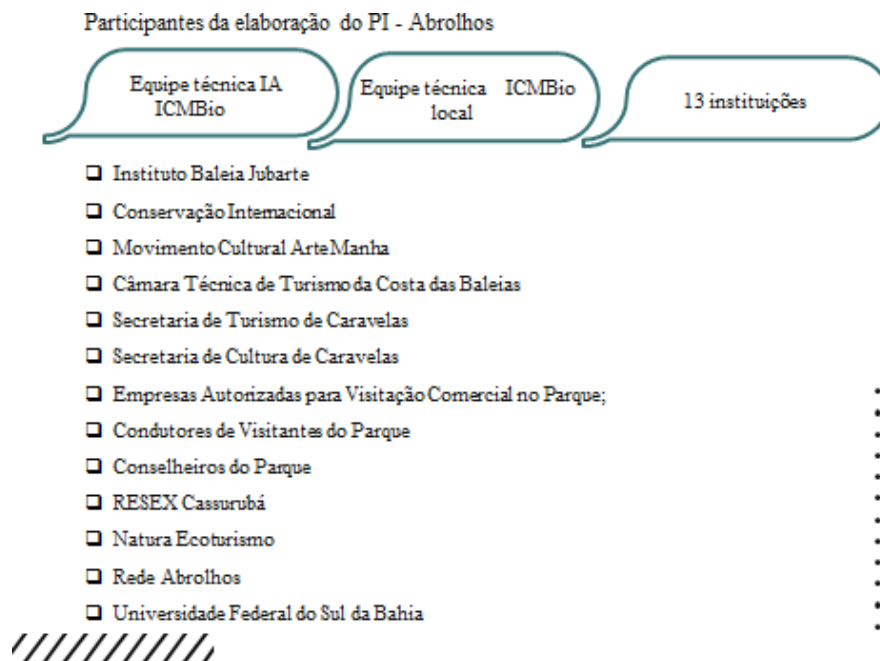 Participantes da elaboração do PI - Abrolhos
Equipe técnica IA
ICMBio
Equipe técnica ICMBio
local
13 instituições
Instituto Baleia Jubarte
Conservação Internacional
Movimento Cultural ArteManha
Câmara Técnica de Turismo da Costa das Baleias
Secretaria de Turismo de Caravelas
Secretaria de Cultura de Caravelas
Empresas Autorizadas para Visitação Comercial no Parque;
Condutores de Visitantes do Parque
Conselheiros do Parque
RESEX Cassurubá
Natura Ecoturismo
Rede Abrolhos
Universidade Federal do Sul da Bahia